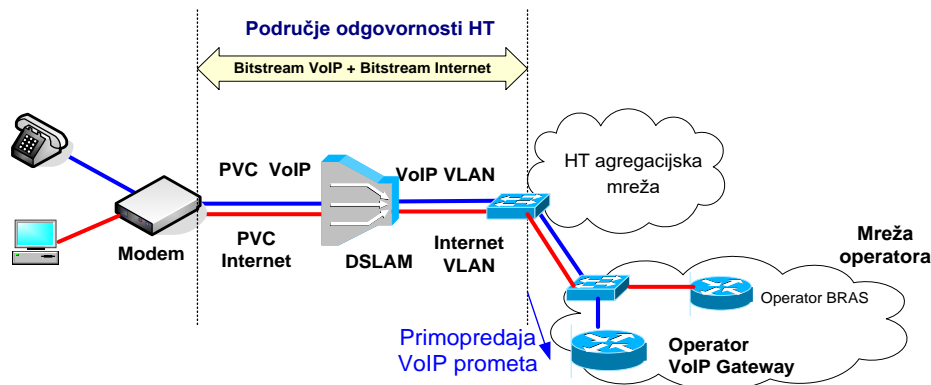 Područje odgovornosti HT
Bitstream VoIP + Bitstream Internet
PVC VoIP
VoIP VLAN
HT agregacijska
mreža
Modem
PVC
Internet
DSLAM
Internet
VLAN
Mreža
operatora
Operator BRAS
Primopredaja
VoIP prometa
Operator
VoIP Gateway